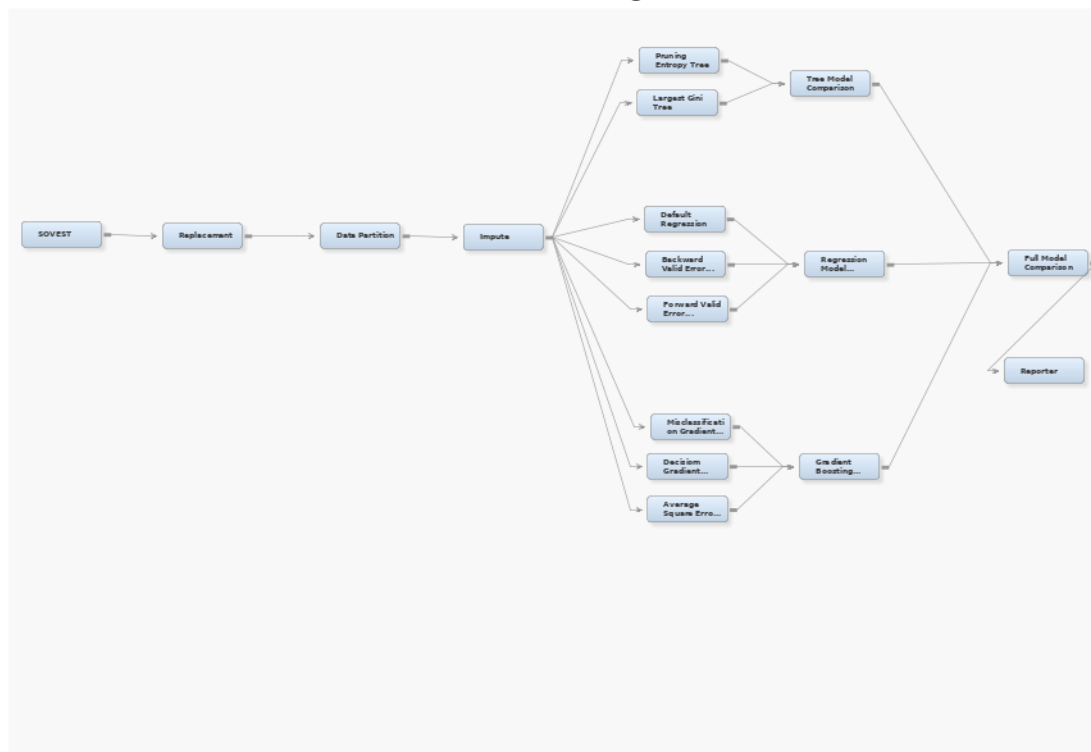 Pruning
Entropy Tree
Largest Gini
Tree
Tree Model
Comparison
SOVEST
Replacement
Data Partition
Impute
Default
Regression
Backward
Valid Error...
Forward Valid
Error...
Regression
Model...
Full Model
Comparison
Reporter
Misclassificati
on Gradient...
Decision
Gradient...
Average
Square Erro...
Gradient
Boosting...